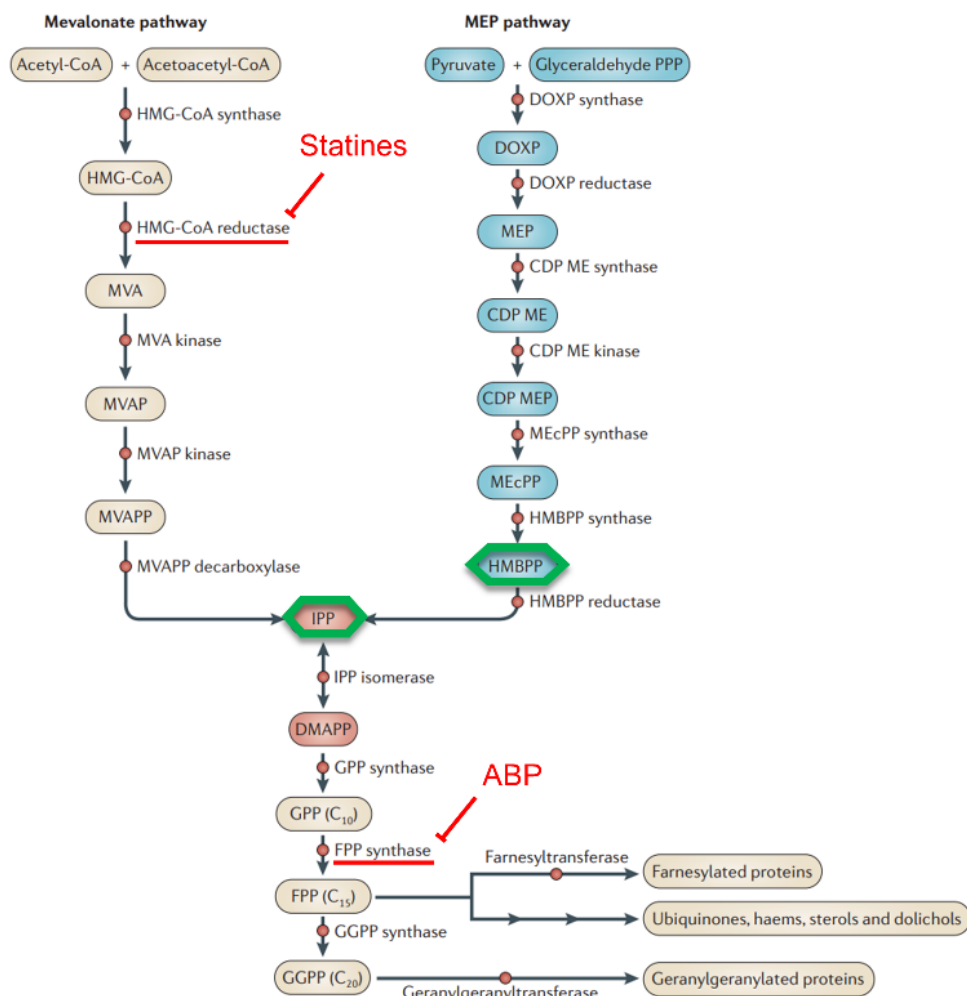 Mevalonate pathway
Acetyl-CoA + Acetoacetyl-CoA
HMG-CoA synthase
HMG-CoA
Statines
HMG-CoA reductase
MVA
MVA kinase
MVAP
MVAP kinase
MVAPP
MVAPP decarboxylase
MEP pathway
Pyruvate + Glyceraldehyde PPP
DOXP synthase
DOXP
DOXP reductase
MEP
CDP ME synthase
CDP ME
CDP ME kinase
CDP MEP
MEcPP synthase
MEcPP
HMBPP synthase
HMBPP
HMBPP reductase
IPP
IPP isomerase
DMAPP
GPP synthase
ABP
GPP (C₁₀)
FPP synthase
FPP (C₁₅)
Farnesyltransferase
Farnesylated proteins
Ubiquinones, haems, sterols and dolichols
GGPP synthase
GGPP (C₂₀)
Geranylgeranyltransferase
Geranylgeranylated proteins